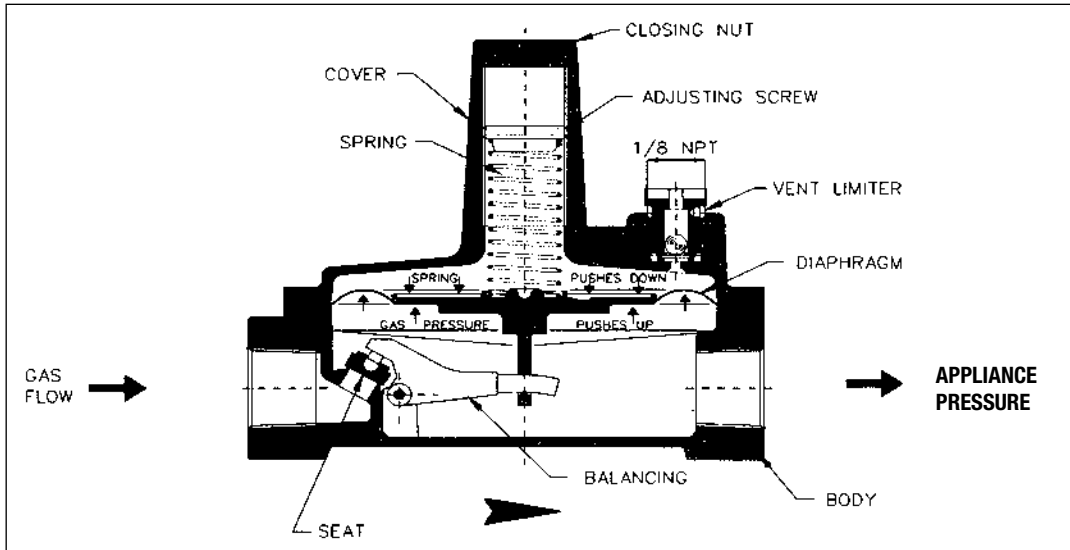 CLOSING NUT
COVER
ADJUSTING SCREW
SPRING
1/8 NPT
VENT LIMITER
DIAPHRAGM
SPRING
PUSHES DOWN
GAS PRESSURE
PUSHES UP
GAS
FLOW
APPLIANCE
PRESSURE
BALANCING
BODY
SEAT